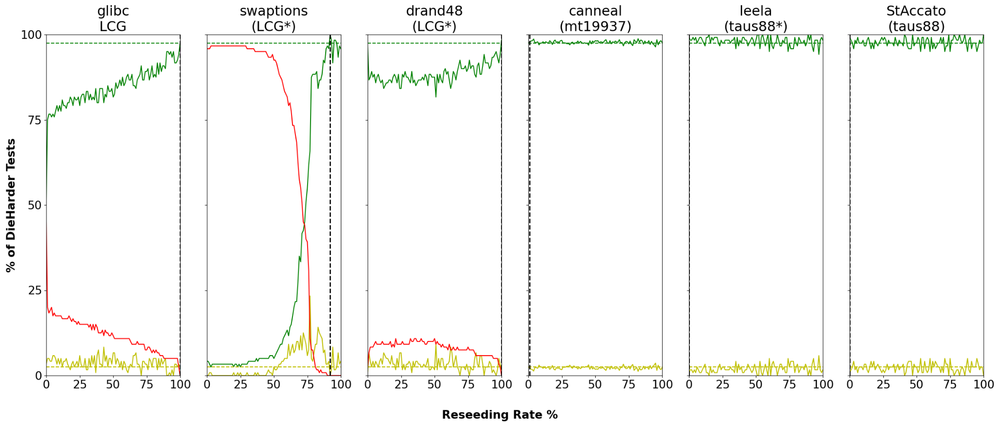 glibc
LCG
swaptions
(LCG*)
drand48
(LCG*)
canneal
(mt19937)
leela
(taus88*)
StAccato
(taus88)
% of DieHarder Tests
100
75
50
25
0
0 25 50 75 100
0 25 50 75 100
0 25 50 75 100
0 25 50 75 100
0 25 50 75 100
0 25 50 75 100
Reseeding Rate %